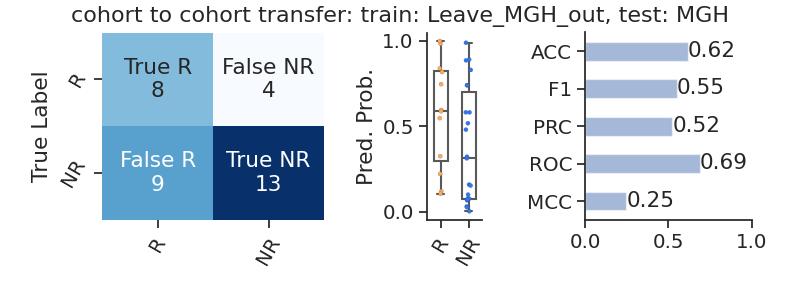 cohort to cohort transfer: train: Leave_MGH_out, test: MGH
True Label
R
NR
True R
8
False NR
4
False R
9
True NR
13
R
NR
Pred. Prob.
1.0
0.5
0.0
R
NR
ACC
0.62
F1
0.55
PRC
0.52
ROC
0.69
MCC
0.25
0.0
0.5
1.0